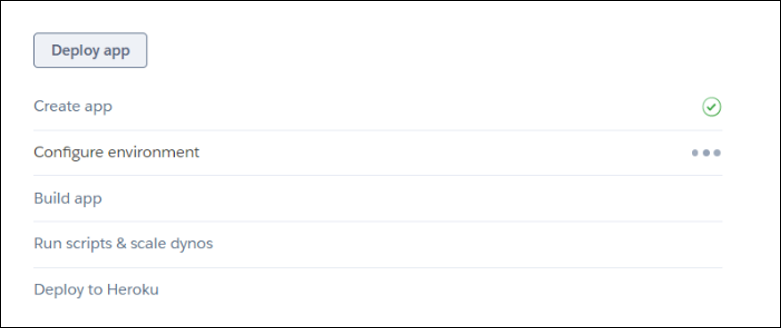 Deploy app
Create app
Configure environment
Build app
Run scripts & scale dynos
Deploy to Heroku